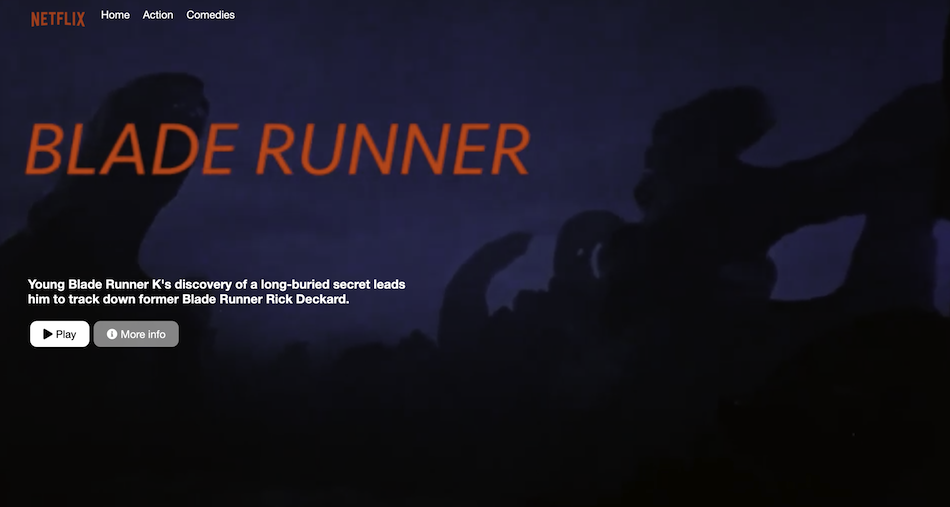 NETFLIX Home Action Comedies
BLADE RUNNER
Young Blade Runner K's discovery of a long-buried secret leads
him to track down former Blade Runner Rick Deckard.
Play More info